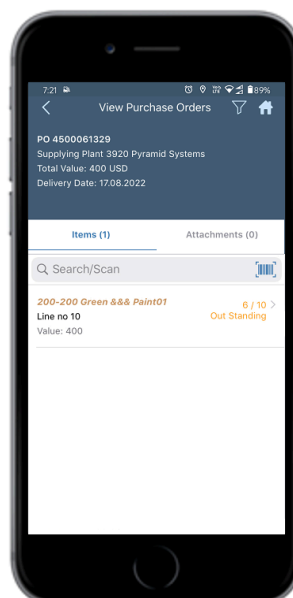 7:21 89%
View Purchase Orders
PO 4500061329
Supplying Plant 3920 Pyramid Systems
Total Value: 400 USD
Delivery Date: 17.08.2022
Items (1) Attachments (0)
Search/Scan
200-200 Green &&& Paint01 6 / 10
Line no 10 Out Standing
Value: 400